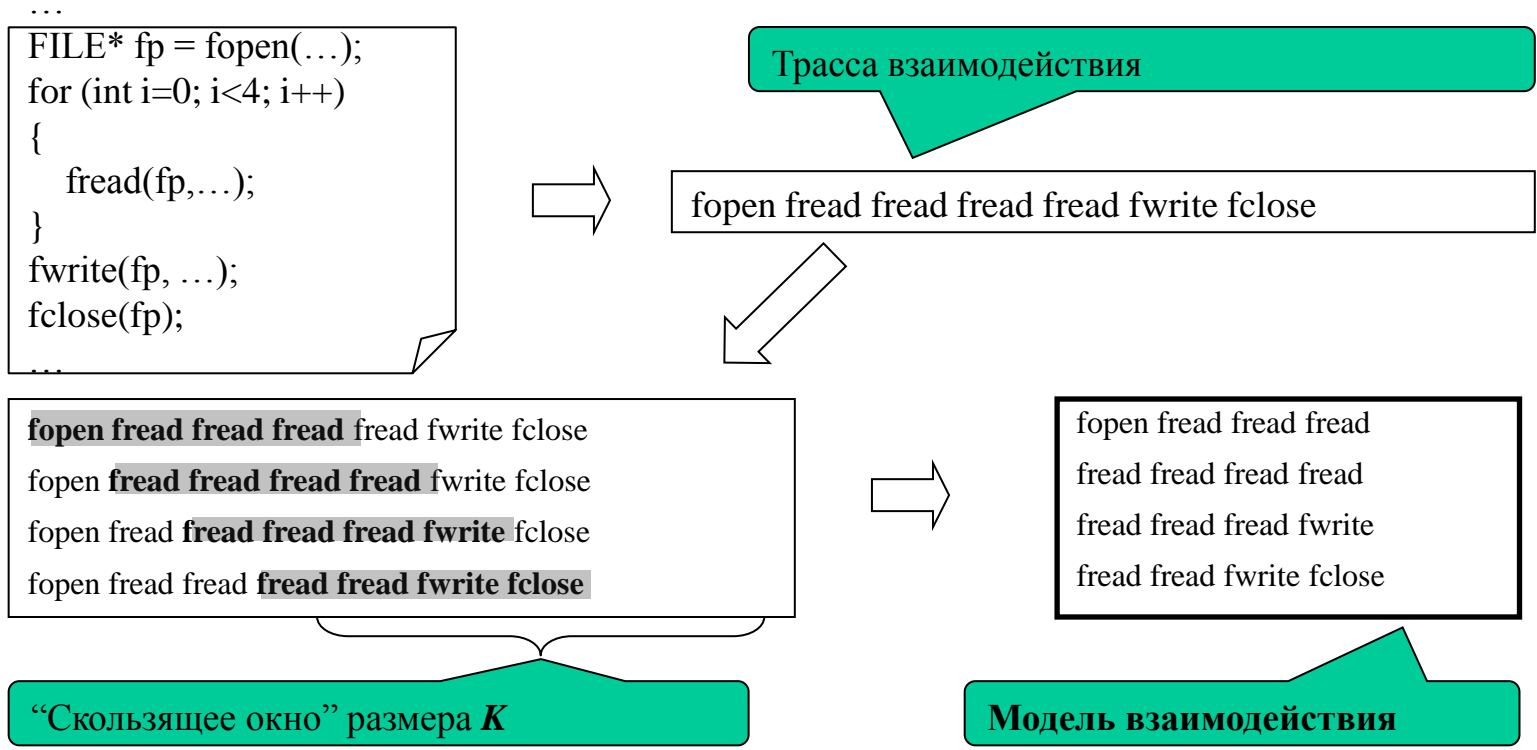 …
FILE* fp = fopen(…);
for (int i=0; i<4; i++)
{
fread(fp,…);
}
fwrite(fp, …);
fclose(fp);
…
Трасса взаимодействия
fopen fread fread fread fread fwrite fclose
fopen fread fread fread fread fwrite fclose
fopen fread fread fread fread fwrite fclose
fopen fread fread fread fread fwrite fclose
fopen fread fread fread fread fwrite fclose
“Скользящее окно” размера K
fopen fread fread fread
fread fread fread fread
fread fread fread fwrite
fread fread fwrite fclose
Модель взаимодействия